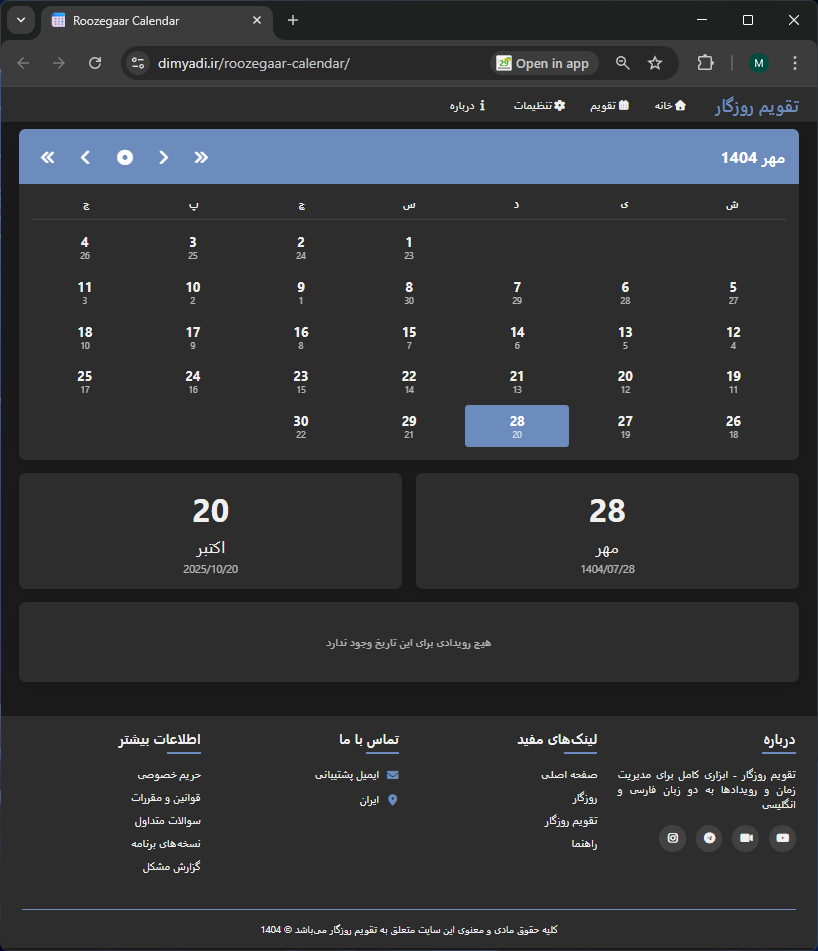 Roozegaar Calendar
dimyadi.ir/roozegaar-calendar/
Open in app
M
تقویم روزگار
خانه
تقویم
تنظیمات
درباره
مهر 1404
ش ی د س چ پ ج
1 2 3 4
23 24 25 26
5 6 7 8 9 10 11
27 28 29 30 1 2 3
12 13 14 15 16 17 18
4 5 6 7 8 9 10
19 20 21 22 23 24 25
11 12 13 14 15 16 17
26 27 28 29 30
18 19 20 21 22
28
مهر
1404/07/28
20
اکتبر
2025/10/20
هیچ رویدادی برای این تاریخ وجود ندارد
درباره
تقویم روزگار - ابزاری کامل برای مدیریت
زمان و رویدادها به دو زبان فارسی و
انگلیسی
لینک‌های مفید
صفحه اصلی
روزگار
تقویم روزگار
راهنما
تماس با ما
ایمیل پشتیبانی
ایران
اطلاعات بیشتر
حریم خصوصی
قوانین و مقررات
سوالات متداول
نسخه‌های برنامه
گزارش مشکل
کلیه حقوق مادی و معنوی این سایت متعلق به تقویم روزگار می‌باشد © 1404